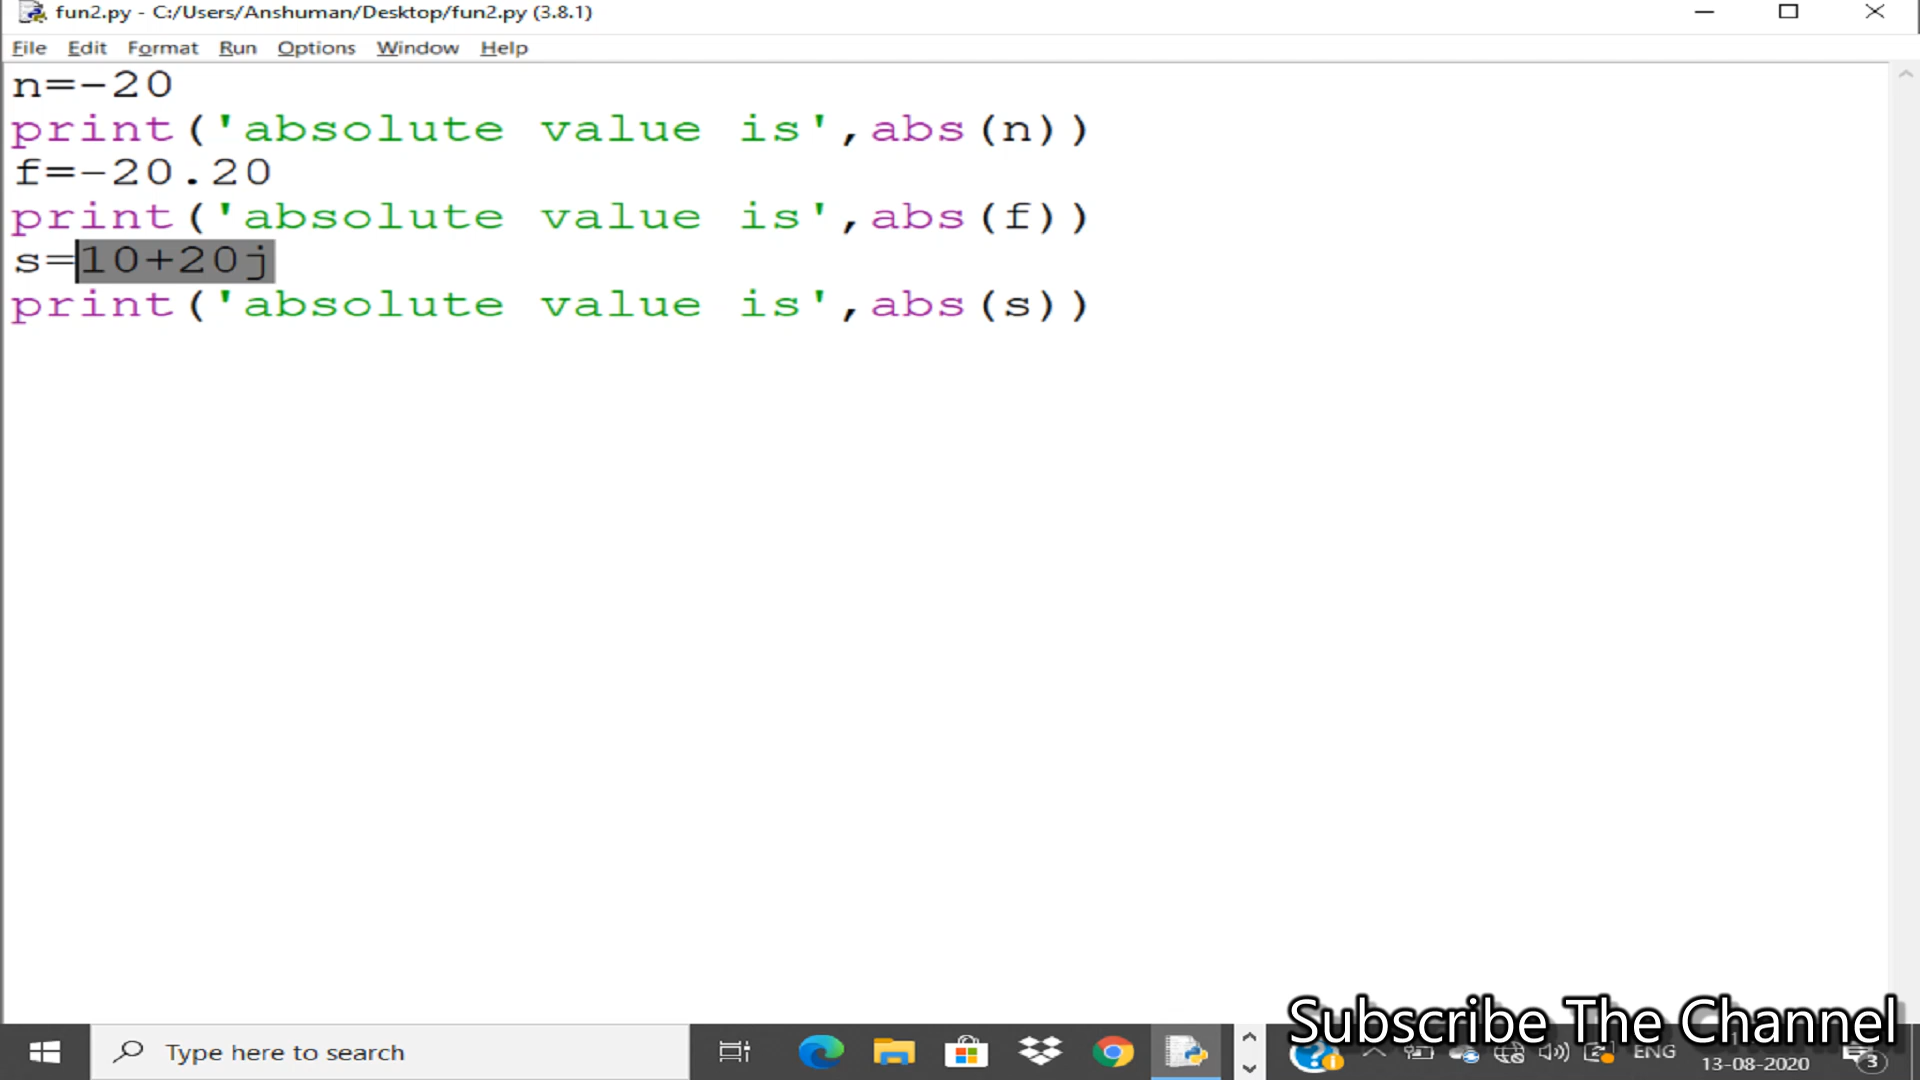 fun2.py - C:/Users/Anshuman/Desktop/fun2.py (3.8.1)
File Edit Format Run Options Window Help
n=-20
print('absolute value is',abs(n))
f=-20.20
print('absolute value is',abs(f))
s=10+20j
print('absolute value is',abs(s))
Subscribe The Channel
Type here to search
ENG
13-08-2020
3